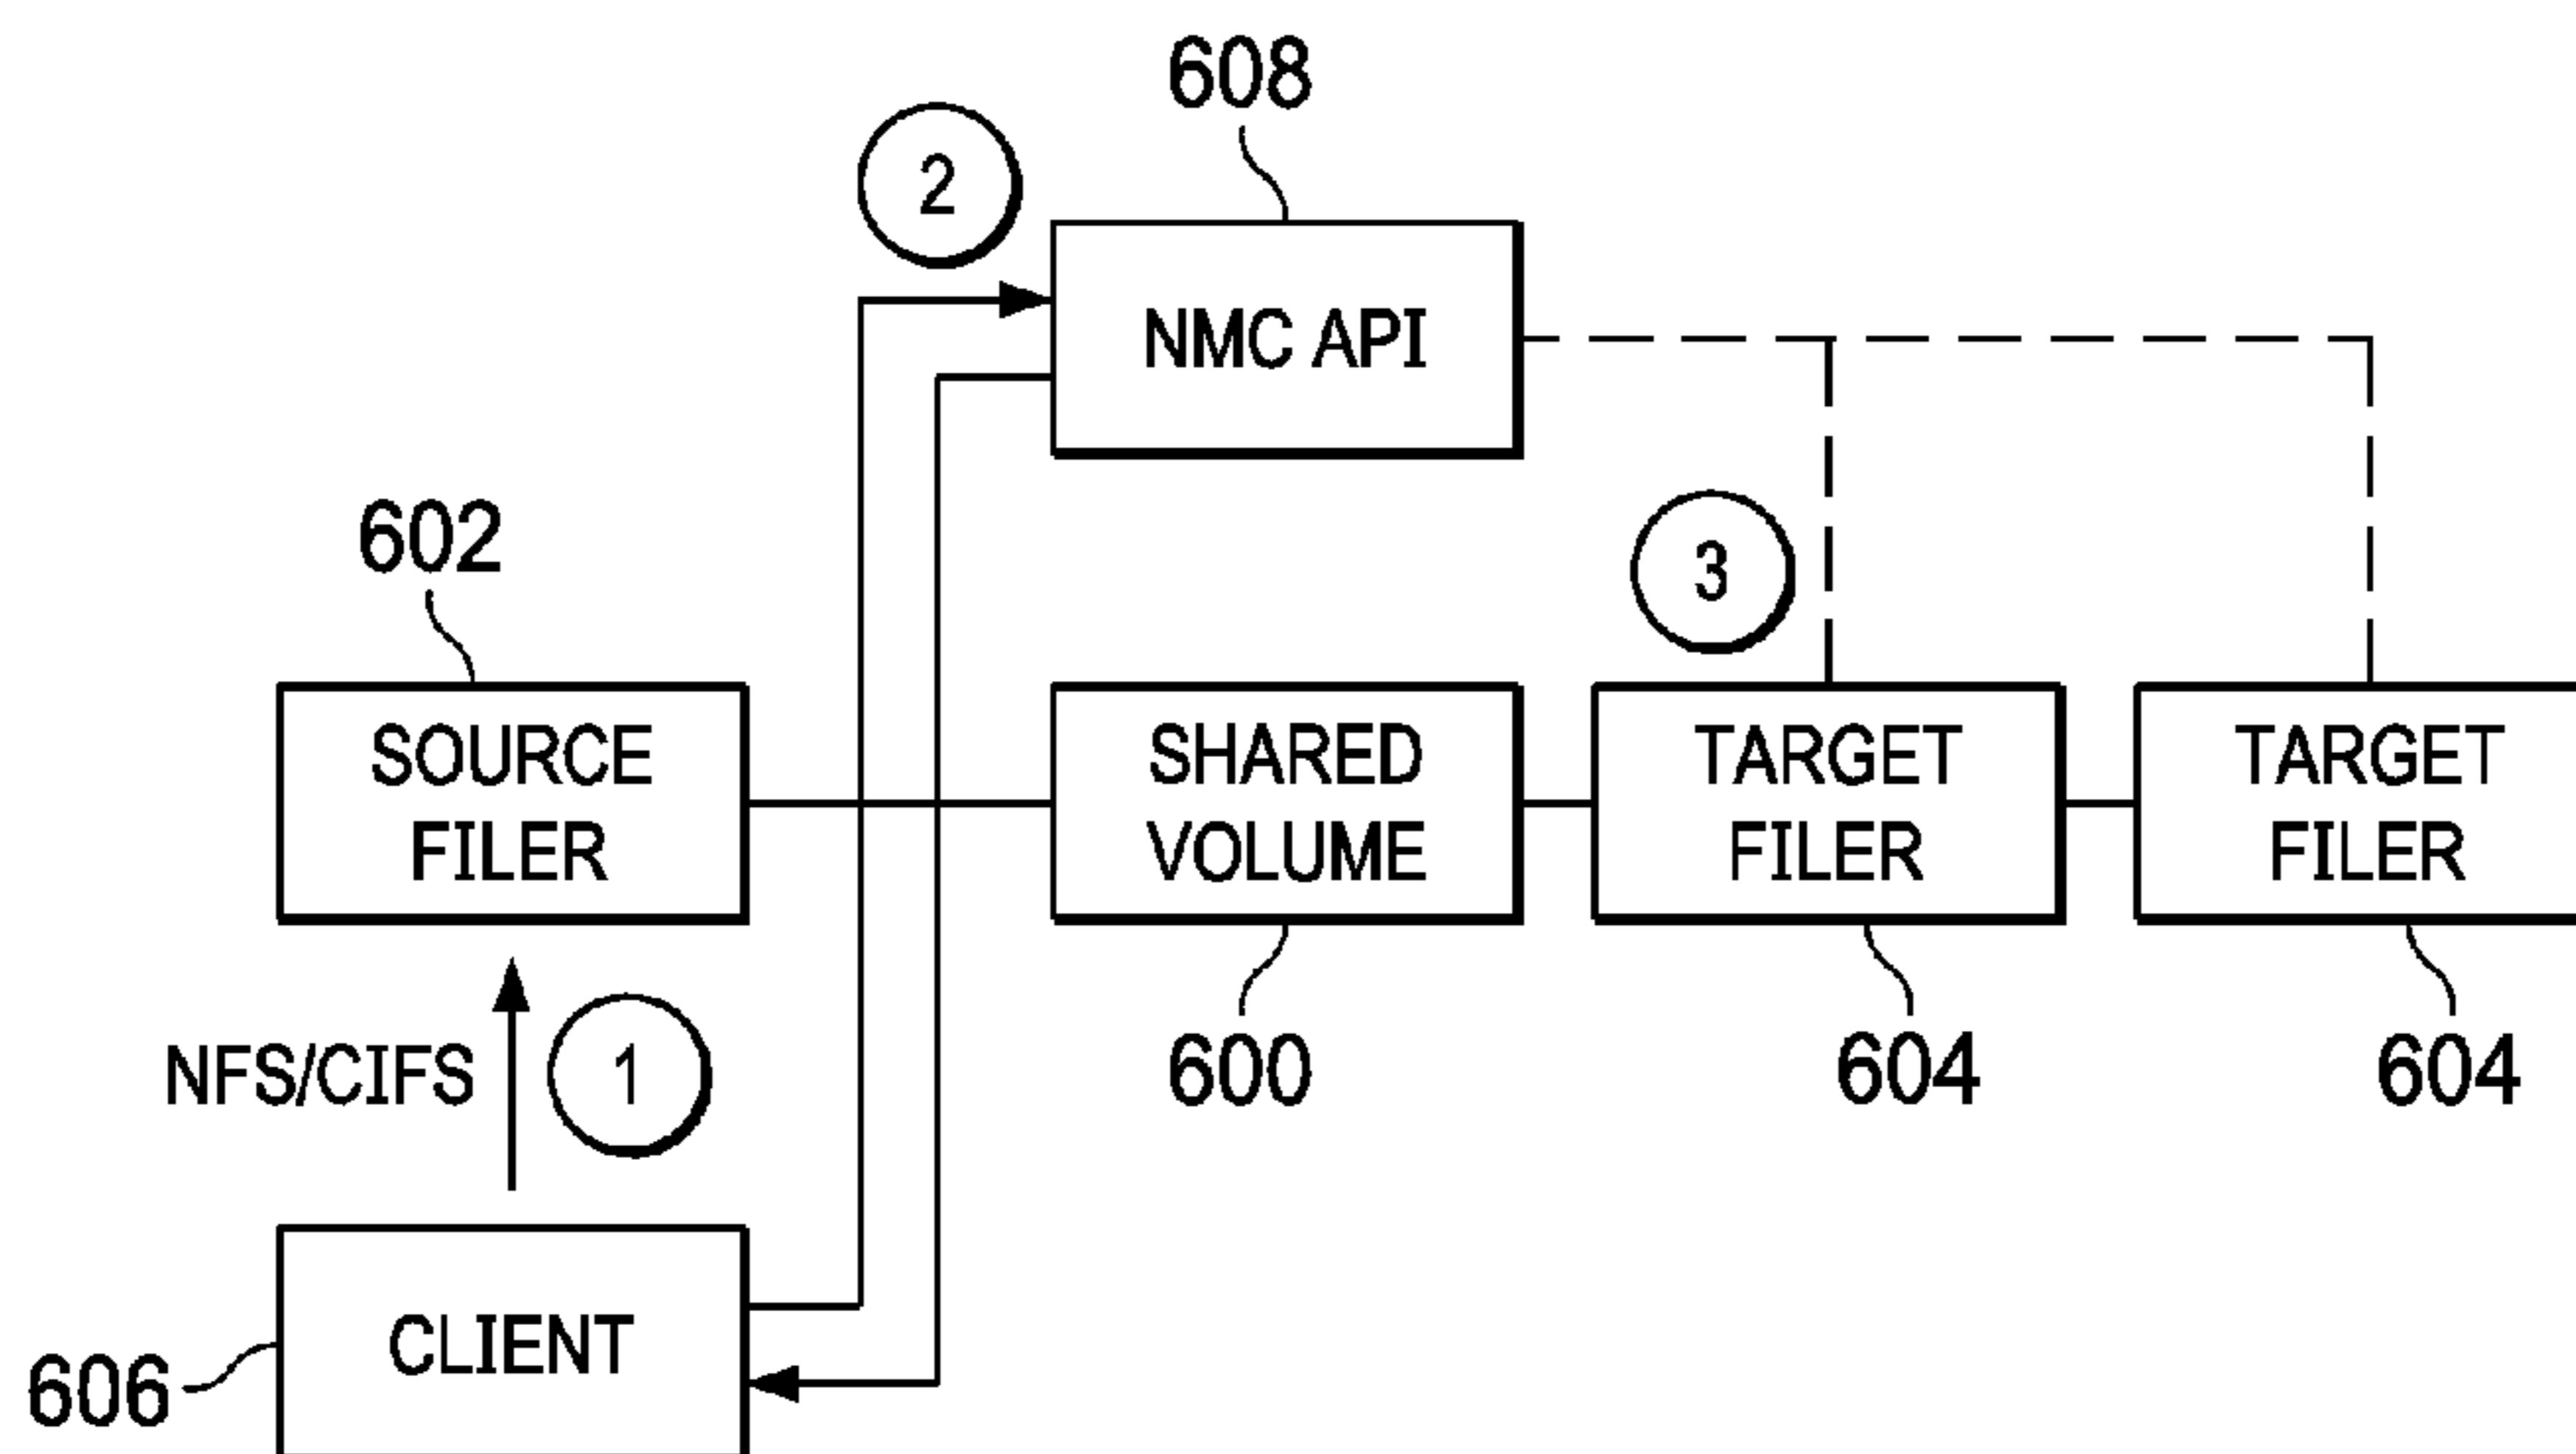 608
2
NMC API
602
3
SOURCE
FILER
SHARED
VOLUME
TARGET
FILER
TARGET
FILER
NFS/CIFS
1
600
604
604
CLIENT
606